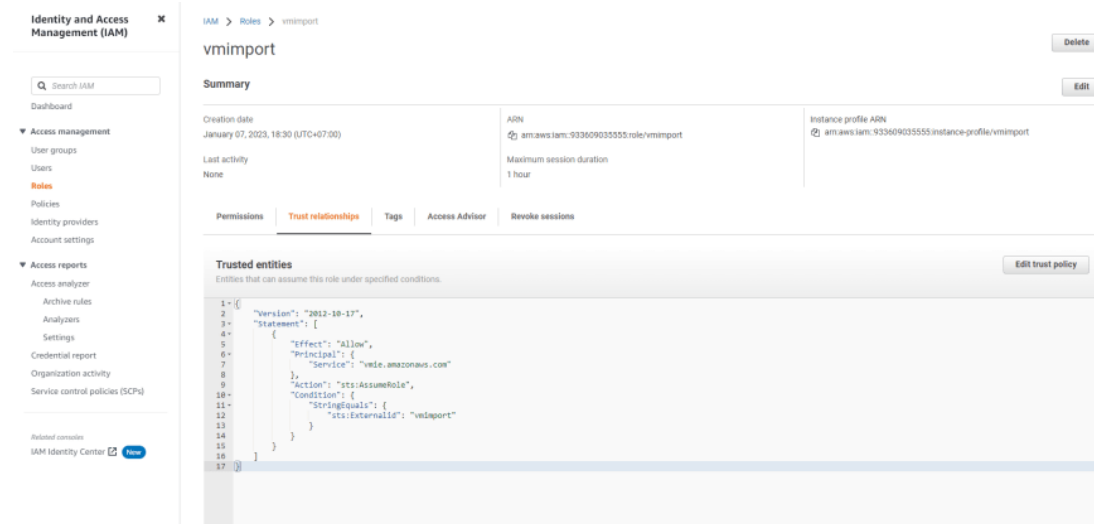 Identity and Access Management (IAM)
Search IAM
Dashboard
Access management
User groups
Users
Roles
Policies
Identity providers
Account settings
Access reports
Access analyzer
Archive rules
Analyzers
Settings
Credential report
Organization activity
Service control policies (SCPs)
Related consoles
IAM Identity Center New
IAM > Roles > vmimport
vmimport
Delete
Summary
Edit
Creation date
January 07, 2023, 18:30 (UTC+07:00)
Last activity
None
ARN
arn:aws:iam::933609035555:role/vmimport
Maximum session duration
1 hour
Instance profile ARN
arn:aws:iam::933609035555:instance-profile/vmimport
Permissions Trust relationships Tags Access Advisor Revoke sessions
Trusted entities
Edit trust policy
Entities that can assume this role under specified conditions.
1 {
2 "Version": "2012-10-17",
3 "Statement": [
4 {
5 "Effect": "Allow",
6 "Principal": {
7 "Service": "vmie.amazonaws.com"
8 },
9 "Action": "sts:AssumeRole",
10 "Condition": {
11 "StringEquals": {
12 "sts:Externalid": "vmimport"
13 }
14 }
15 }
16 ]
17 }